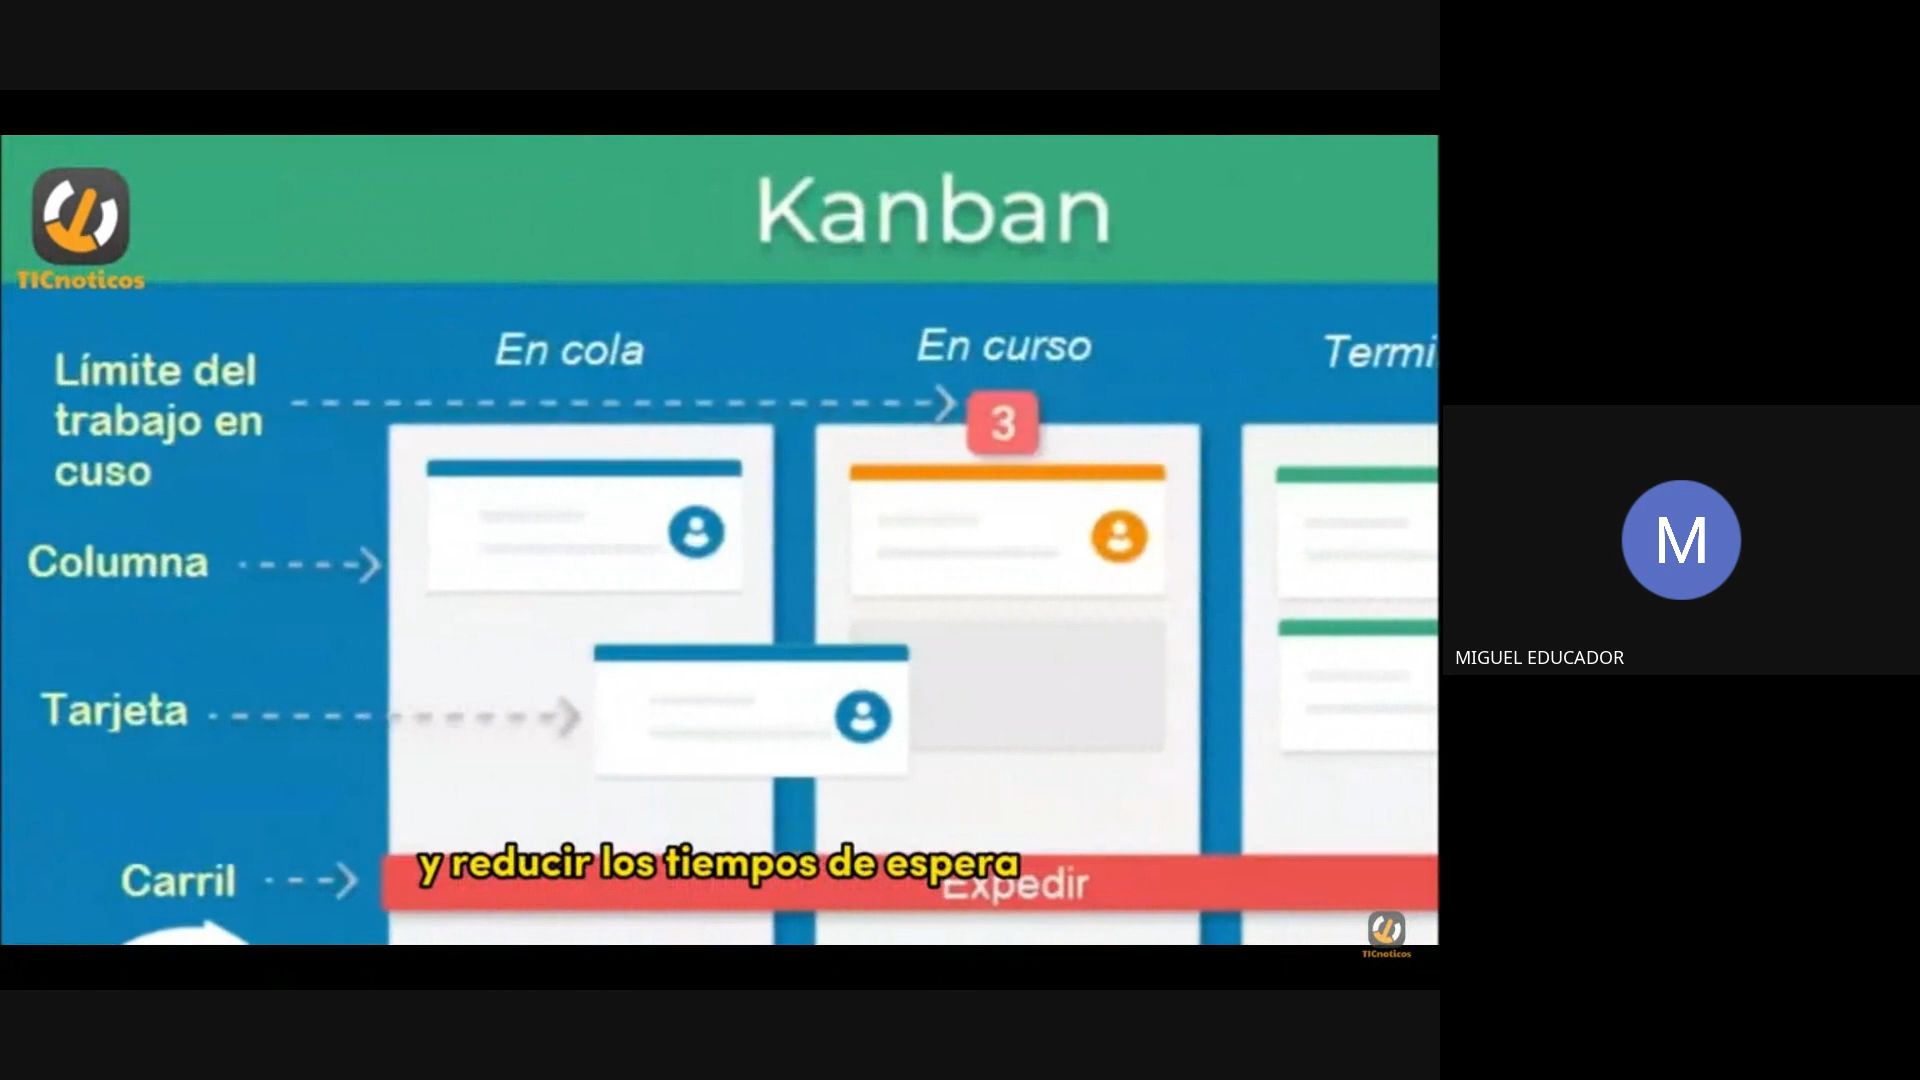 Kanban
TICnoticos
En cola
En curso
Termi
Límite del
trabajo en
cuso
3
Columna
Tarjeta
Carril
y reducir los tiempos de espera
Expedir
TICnoticos
M
MIGUEL EDUCADOR